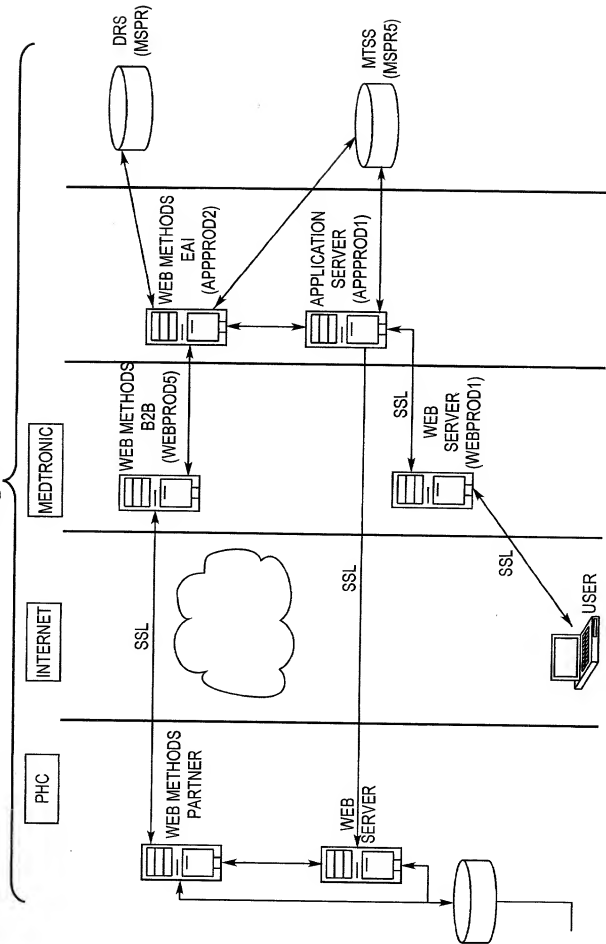 PHC
INTERNET
MEDTRONIC
WEB METHODS
PARTNER
SSL
WEB METHODS
B2B
(WEBPROD5)
WEB METHODS
EAI
(APPPROD2)
DRS
(MSPR)
WEB
SERVER
SSL
APPLICATION
SERVER
(APPPROD1)
MTSS
(MSPR5)
SSL
WEB
SERVER
(WEBPROD1)
SSL
USER